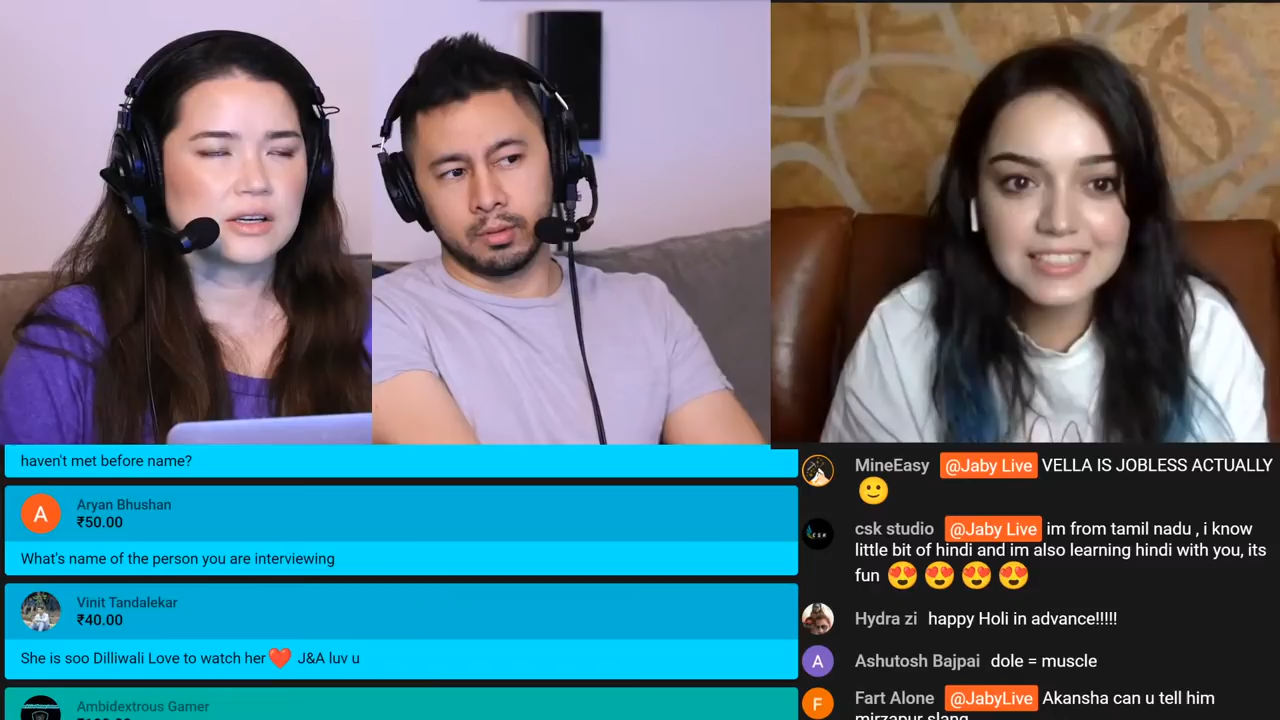 haven't met before name?
A
Aryan Bhushan
₹50.00
What's name of the person you are interviewing
Vinit Tandalekar
₹40.00
She is soo Dilliwali Love to watch her❤️ J&A luv u
Ambidextrous Gamer
MineEasy @Jaby Live VELLA IS JOBLESS ACTUALLY
🙂
csk studio @Jaby Live im from tamil nadu , i know
little bit of hindi and im also learning hindi with you, its
fun 😍 😍 😍 😍
CSK
Hydra zi happy Holi in advance!!!!!
A
Ashutosh Bajpai dole = muscle
F
Fart Alone @JabyLive Akansha can u tell him
mirzapur slang